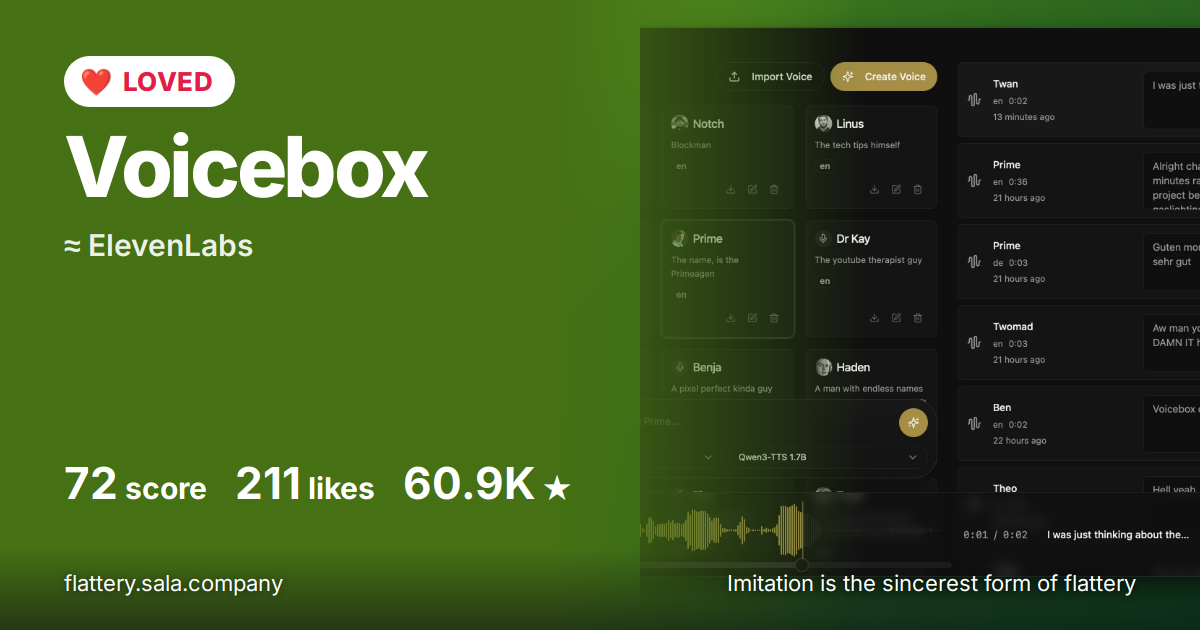 ❤️ LOVED
Voicebox
≈ ElevenLabs
72 score 211 likes 60.9K ★
flattery.sala.company
Imitation is the sincerest form of flattery
Import Voice
Create Voice
Notch
Blockman
en
Linus
The tech tips himself
en
Prime
The name, is the
Primeagen
en
Dr Kay
The youtube therapist guy
en
Benja
A pixel perfect kinda guy
Haden
A man with endless names
Prime...
Qwen3-TTS 1.7B
Twan
en 0:02
13 minutes ago
I was just
Prime
en 0:36
21 hours ago
Alright
minutes
project
Prime
de 0:03
21 hours ago
Guten
sehr gut
Twomad
en 0:03
21 hours ago
Aw man
DAMN IT
Ben
en 0:02
22 hours ago
Voicebox
Theo
Hell yeah
0:01 / 0:02
I was just thinking about the...